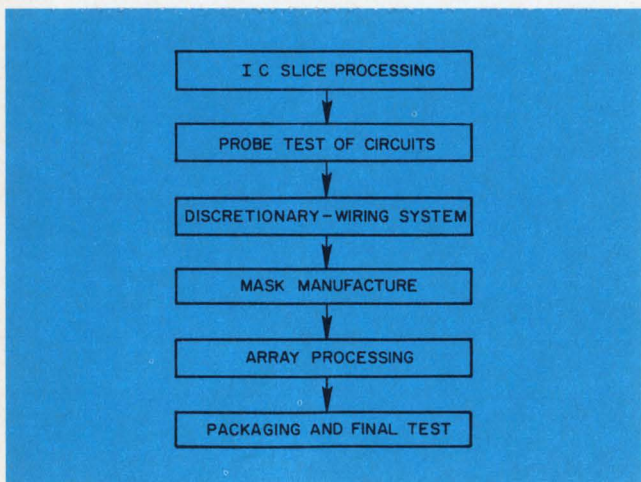 I C SLICE PROCESSING
PROBE TEST OF CIRCUITS
DISCRETIONARY-WIRING SYSTEM
MASK MANUFACTURE
ARRAY PROCESSING
PACKAGING AND FINAL TEST